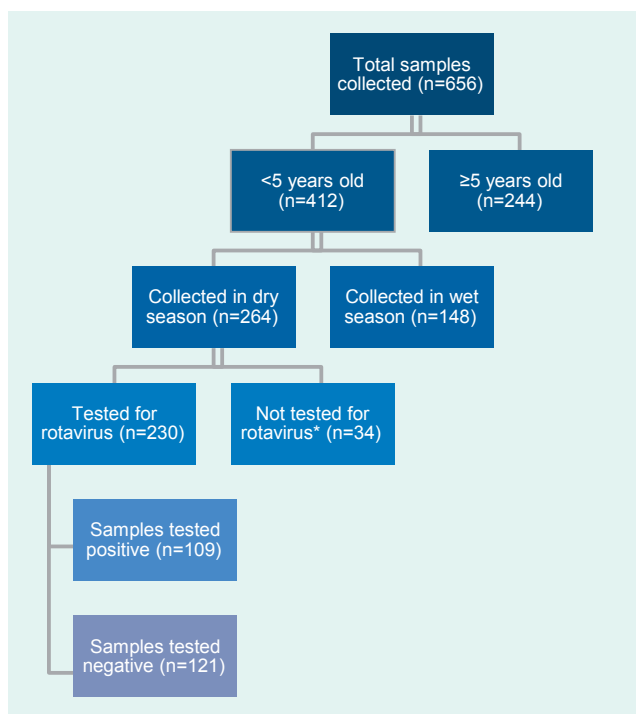 Total samples
collected (n=656)
<5 years old
(n=412)
≥5 years old
(n=244)
Collected in dry
season (n=264)
Collected in wet
season (n=148)
Tested for
rotavirus (n=230)
Not tested for
rotavirus* (n=34)
Samples tested
positive (n=109)
Samples tested
negative (n=121)